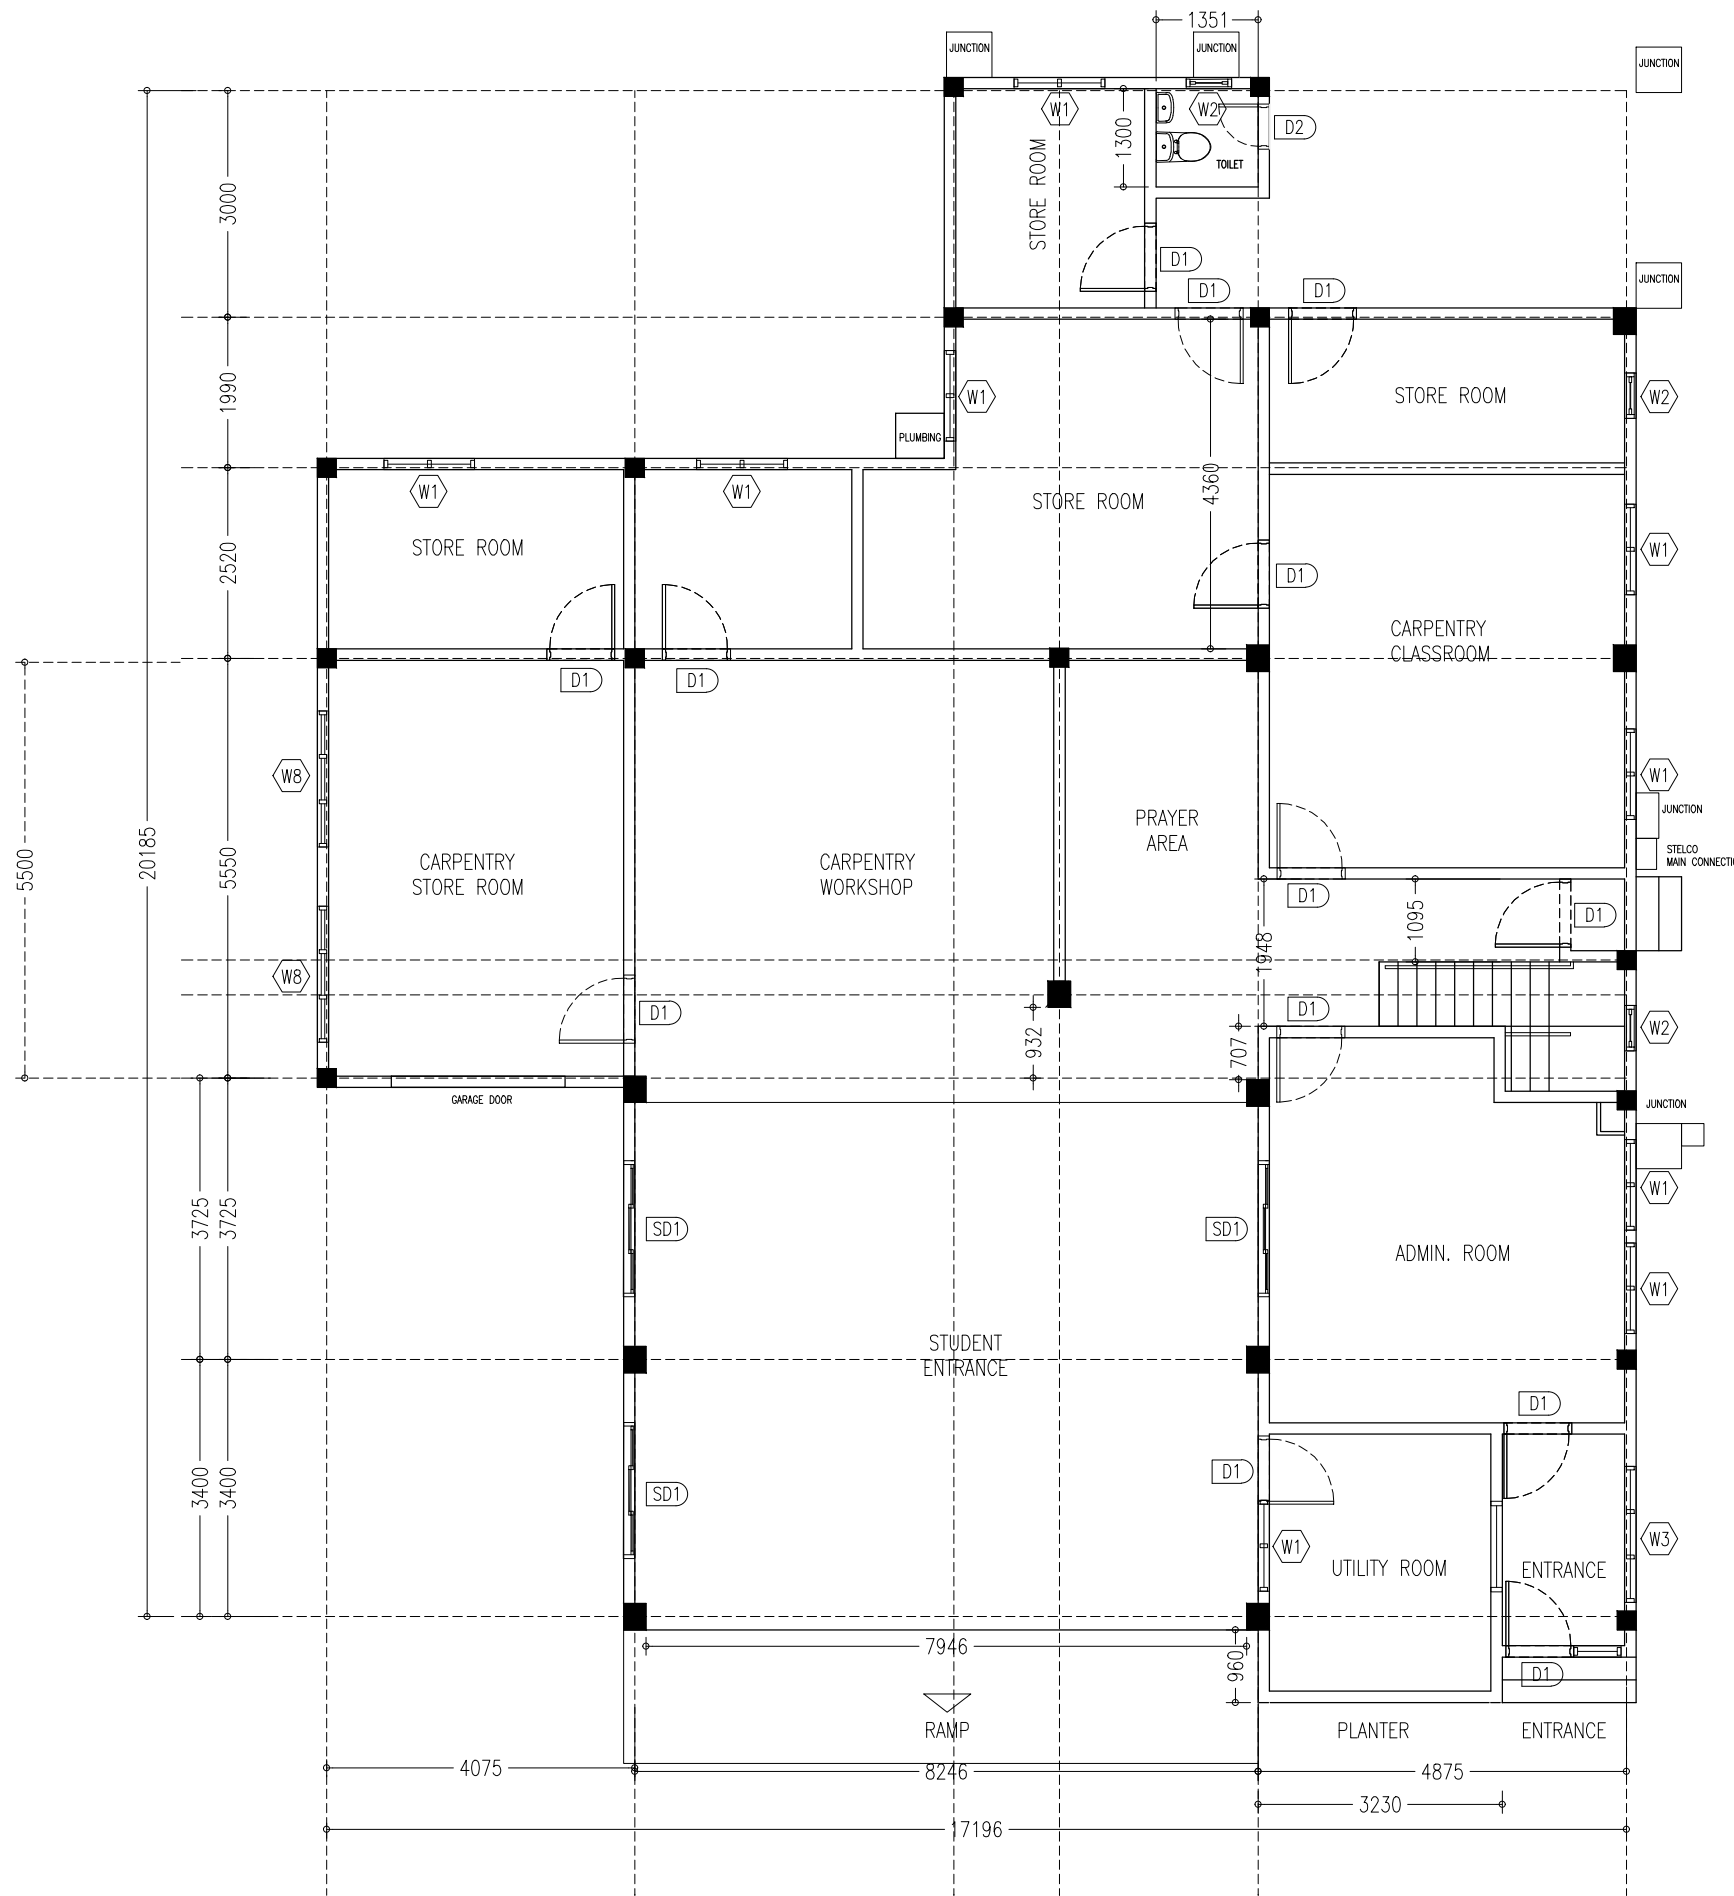 1351
JUNCTION
JUNCTION
JUNCTION
W1
W2
D2
1300
STORE ROOM
TOILET
3000
D1
D1
D1
JUNCTION
1990
W1
STORE ROOM
W2
PLUMBING
4360
W1
W1
STORE ROOM
STORE ROOM
W1
2520
D1
CARPENTRY
CLASSROOM
D1
D1
W8
W1
JUNCTION
PRAYER
AREA
STELCO
MAIN CONNECTI
5500
20185
5550
CARPENTRY
STORE ROOM
CARPENTRY
WORKSHOP
D1
1095
D1
1948
W8
D1
D1
W2
932
707
GARAGE DOOR
JUNCTION
W1
3725
3725
SD1
SD1
ADMIN. ROOM
W1
STUDENT
ENTRANCE
D1
3400
3400
D1
SD1
W1
W3
UTILITY ROOM
ENTRANCE
7946
960
D1
RAMP
PLANTER
ENTRANCE
4075
8246
4875
3230
17196